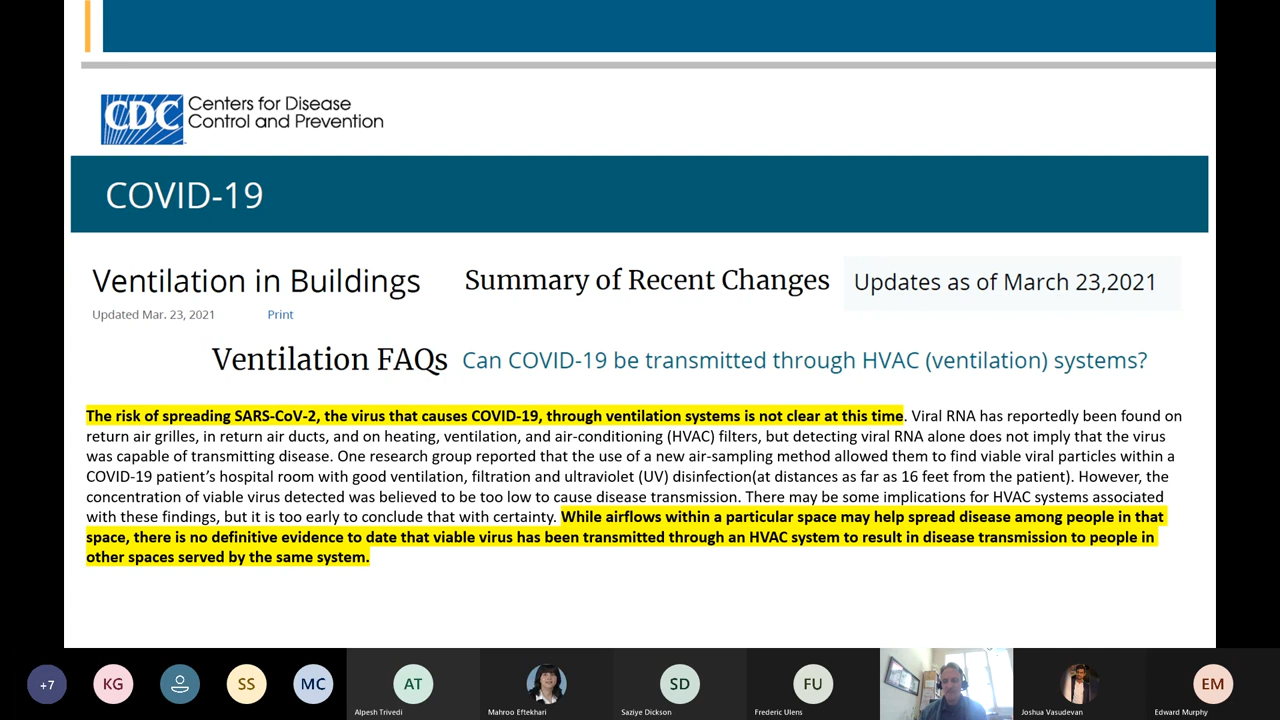 CDC
Centers for Disease
Control and Prevention
COVID-19
Ventilation in Buildings
Summary of Recent Changes
Updates as of March 23,2021
Updated Mar. 23, 2021
Print
Ventilation FAQs
Can COVID-19 be transmitted through HVAC (ventilation) systems?
The risk of spreading SARS-CoV-2, the virus that causes COVID-19, through ventilation systems is not clear at this time. Viral RNA has reportedly been found on
return air grilles, in return air ducts, and on heating, ventilation, and air-conditioning (HVAC) filters, but detecting viral RNA alone does not imply that the virus
was capable of transmitting disease. One research group reported that the use of a new air-sampling method allowed them to find viable viral particles within a
COVID-19 patient’s hospital room with good ventilation, filtration and ultraviolet (UV) disinfection(at distances as far as 16 feet from the patient). However, the
concentration of viable virus detected was believed to be too low to cause disease transmission. There may be some implications for HVAC systems associated
with these findings, but it is too early to conclude that with certainty. While airflows within a particular space may help spread disease among people in that
space, there is no definitive evidence to date that viable virus has been transmitted through an HVAC system to result in disease transmission to people in
other spaces served by the same system.
+7
KG
SS
MC
AT
SD
FU
EM
Alpesh Trivedi
Mahroo Eftekhari
Saziye Dickson
Frederic Ulens
Joshua Vasudevan
Edward Murphy